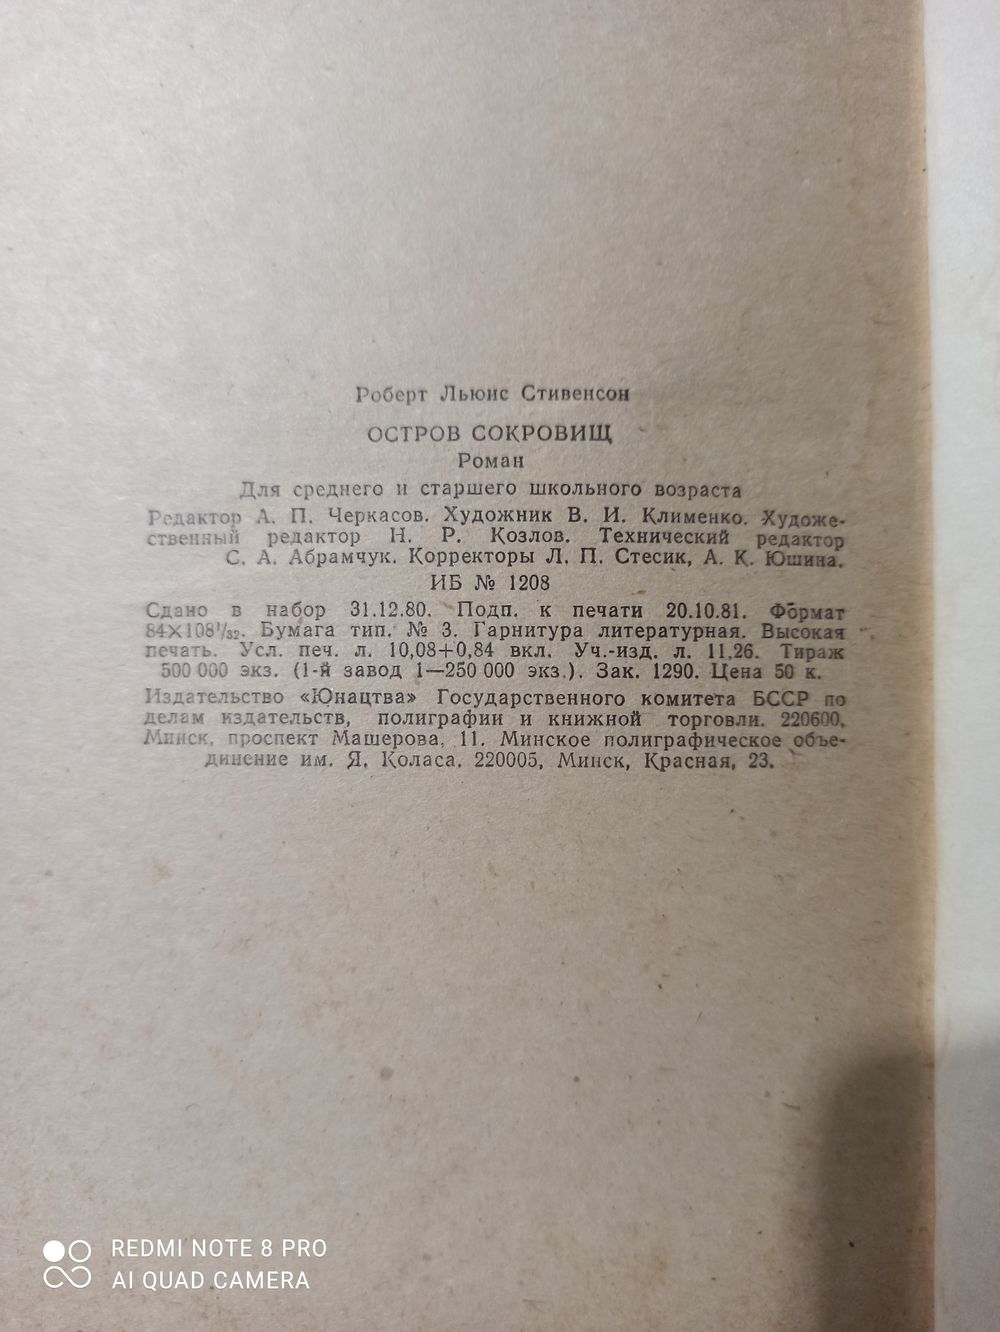 Роберт Льюис Стивенсон
ОСТРОВ СОКРОВИЩ
Роман
Для среднего и старшего школьного возраста
Редактор А. П. Черкасов. Художник В. И. Клименко. Художе-
ственный редактор Н. Р. Козлов. Технический редактор
С. А. Абрамчук. Корректоры Л. П. Стесик, А. К. Юшина.
ИБ № 1208
Сдано в набор 31.12.80. Подп. к печати 20.10.81. Формат
84×108¹/₃₂. Бумага тип. № 3. Гарнитура литературная. Высокая
печать. Усл. печ. л. 10,08+0,84 вкл. Уч.-изд. л. 11,26. Тираж
500 000 экз. (1-й завод 1—250 000 экз.). Зак. 1290. Цена 50 к.
Издательство «Юнацтва» Государственного комитета БССР по
делам издательств, полиграфии и книжной торговли. 220600,
Минск, проспект Машерова, 11. Минское полиграфическое объе-
динение им. Я. Коласа. 220005, Минск, Красная, 23.
REDMI NOTE 8 PRO
AI QUAD CAMERA